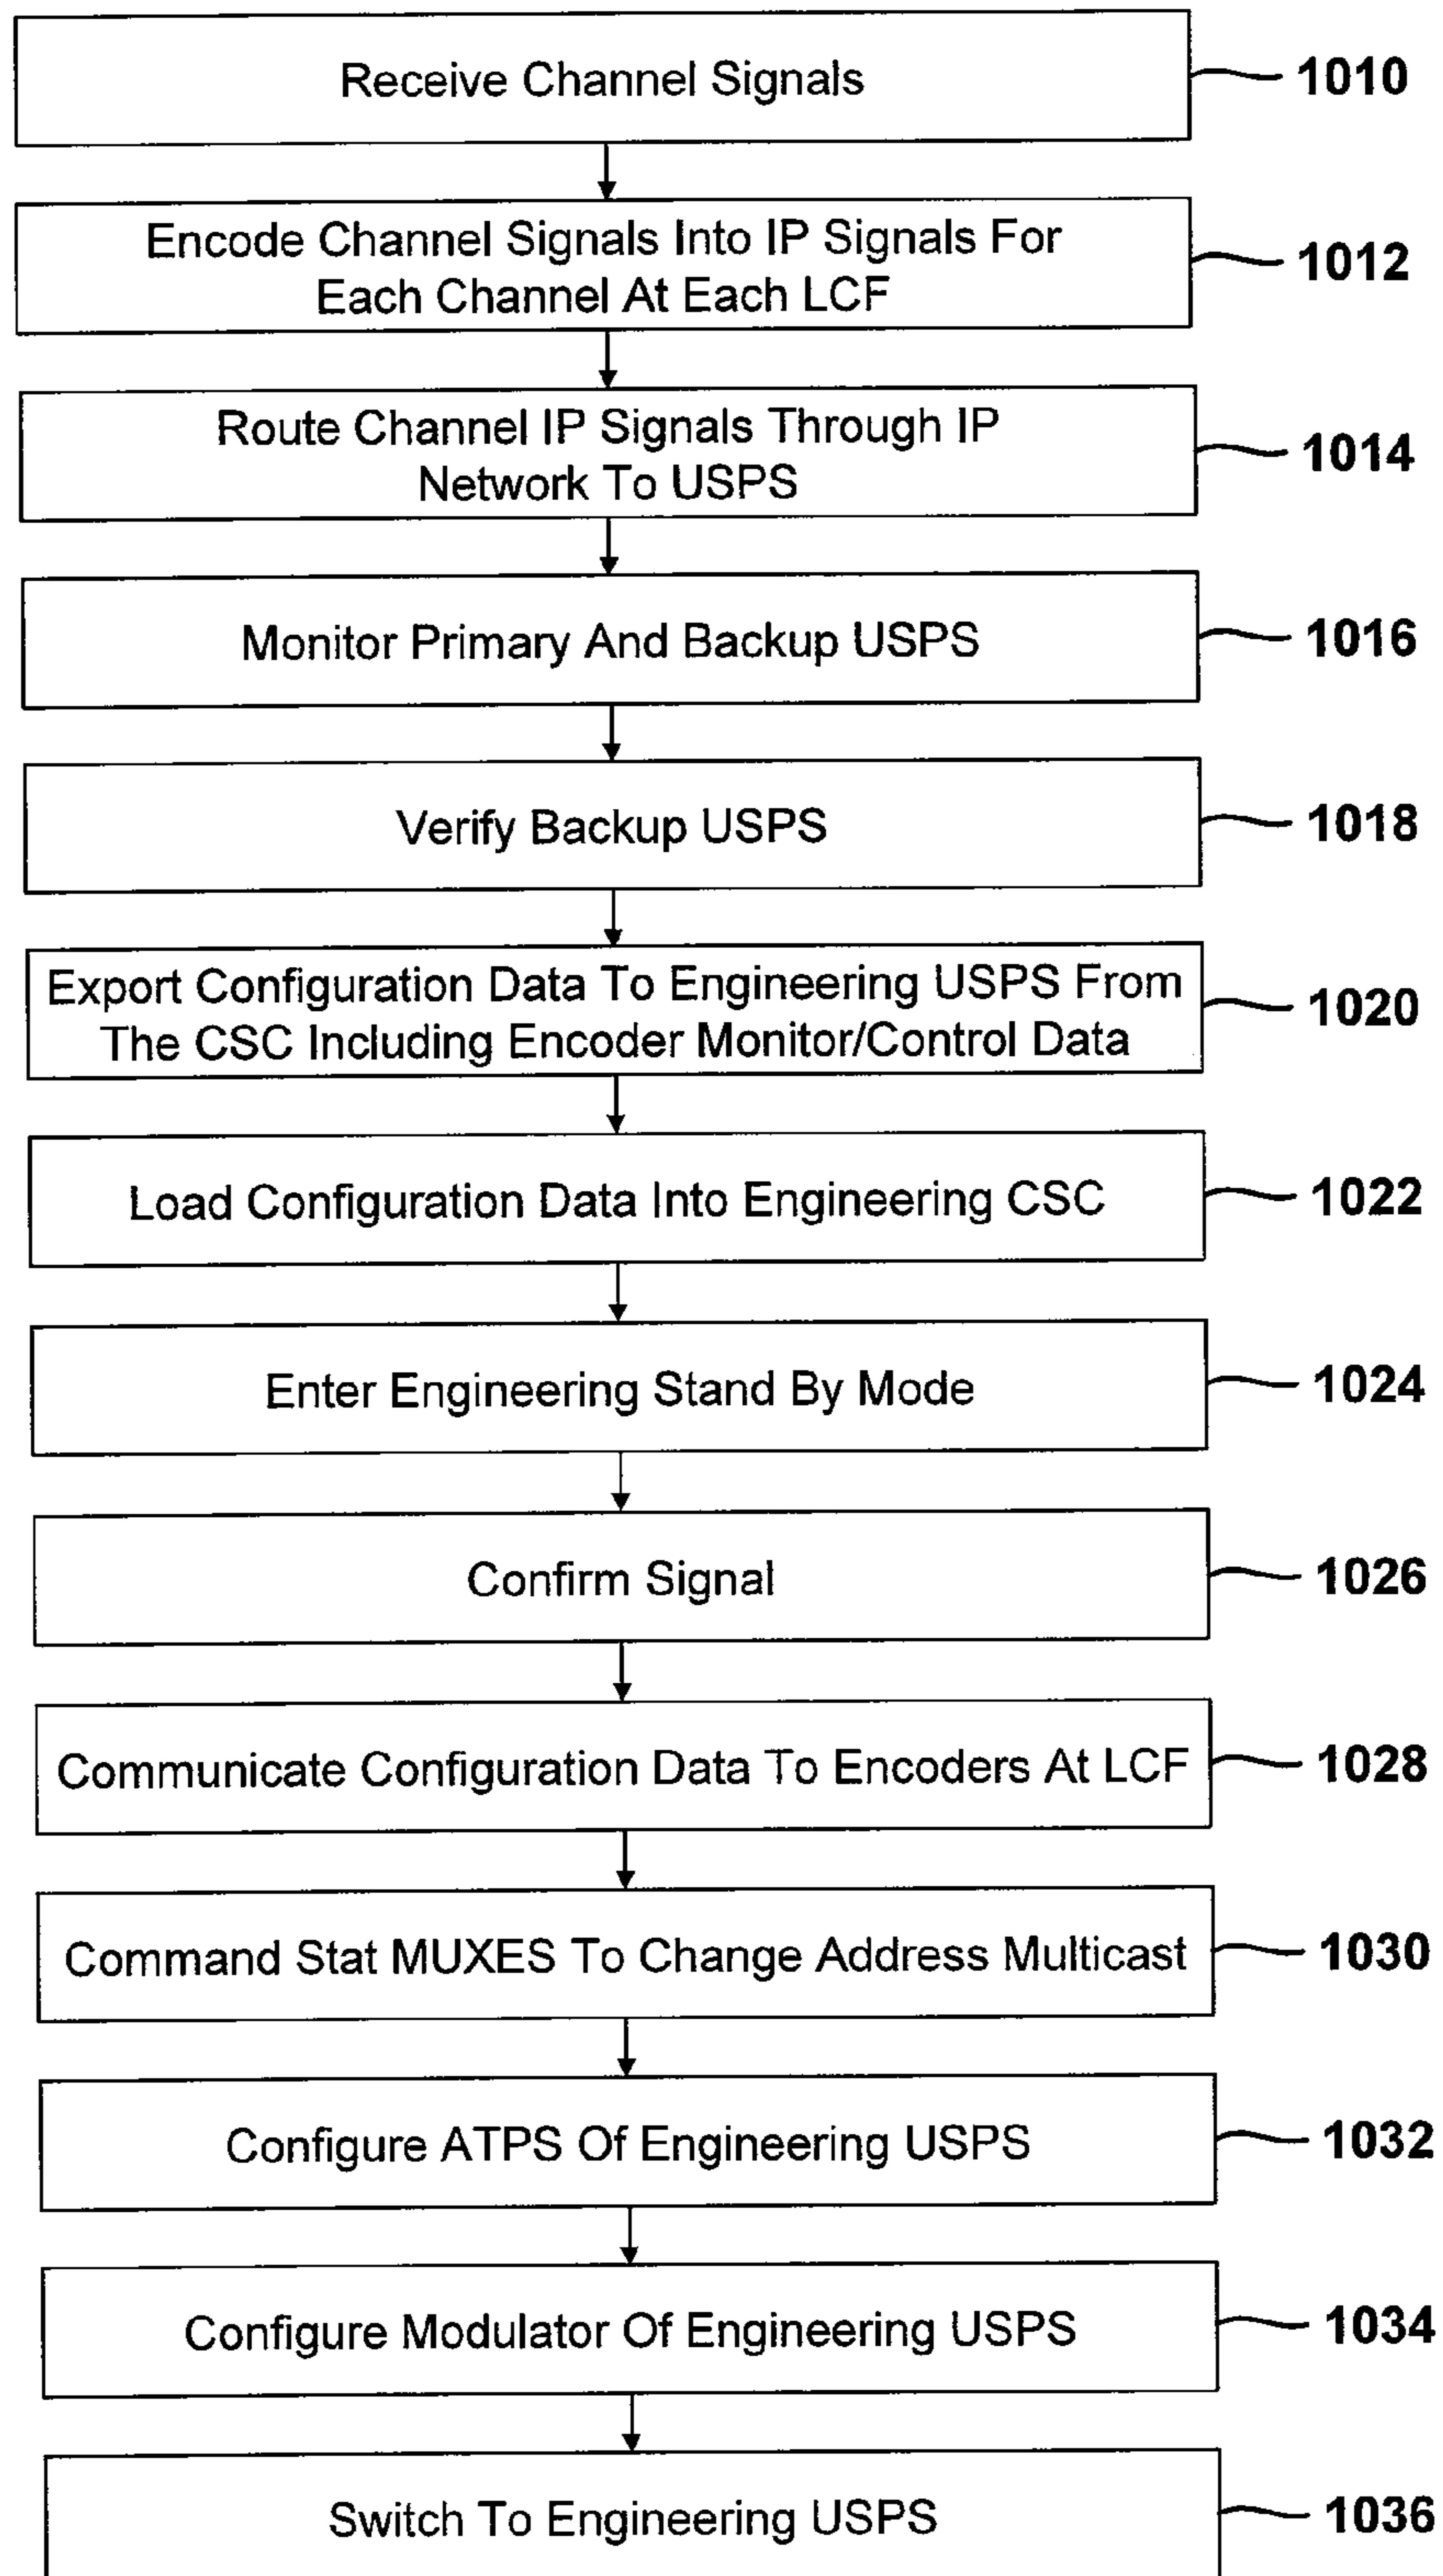 Receive Channel Signals
1010
Encode Channel Signals Into IP Signals For
Each Channel At Each LCF
1012
Route Channel IP Signals Through IP
Network To USPS
1014
Monitor Primary And Backup USPS
1016
Verify Backup USPS
1018
Export Configuration Data To Engineering USPS From
The CSC Including Encoder Monitor/Control Data
1020
Load Configuration Data Into Engineering CSC
1022
Enter Engineering Stand By Mode
1024
Confirm Signal
1026
Communicate Configuration Data To Encoders At LCF
1028
Command Stat MUXES To Change Address Multicast
1030
Configure ATPS Of Engineering USPS
1032
Configure Modulator Of Engineering USPS
1034
Switch To Engineering USPS
1036